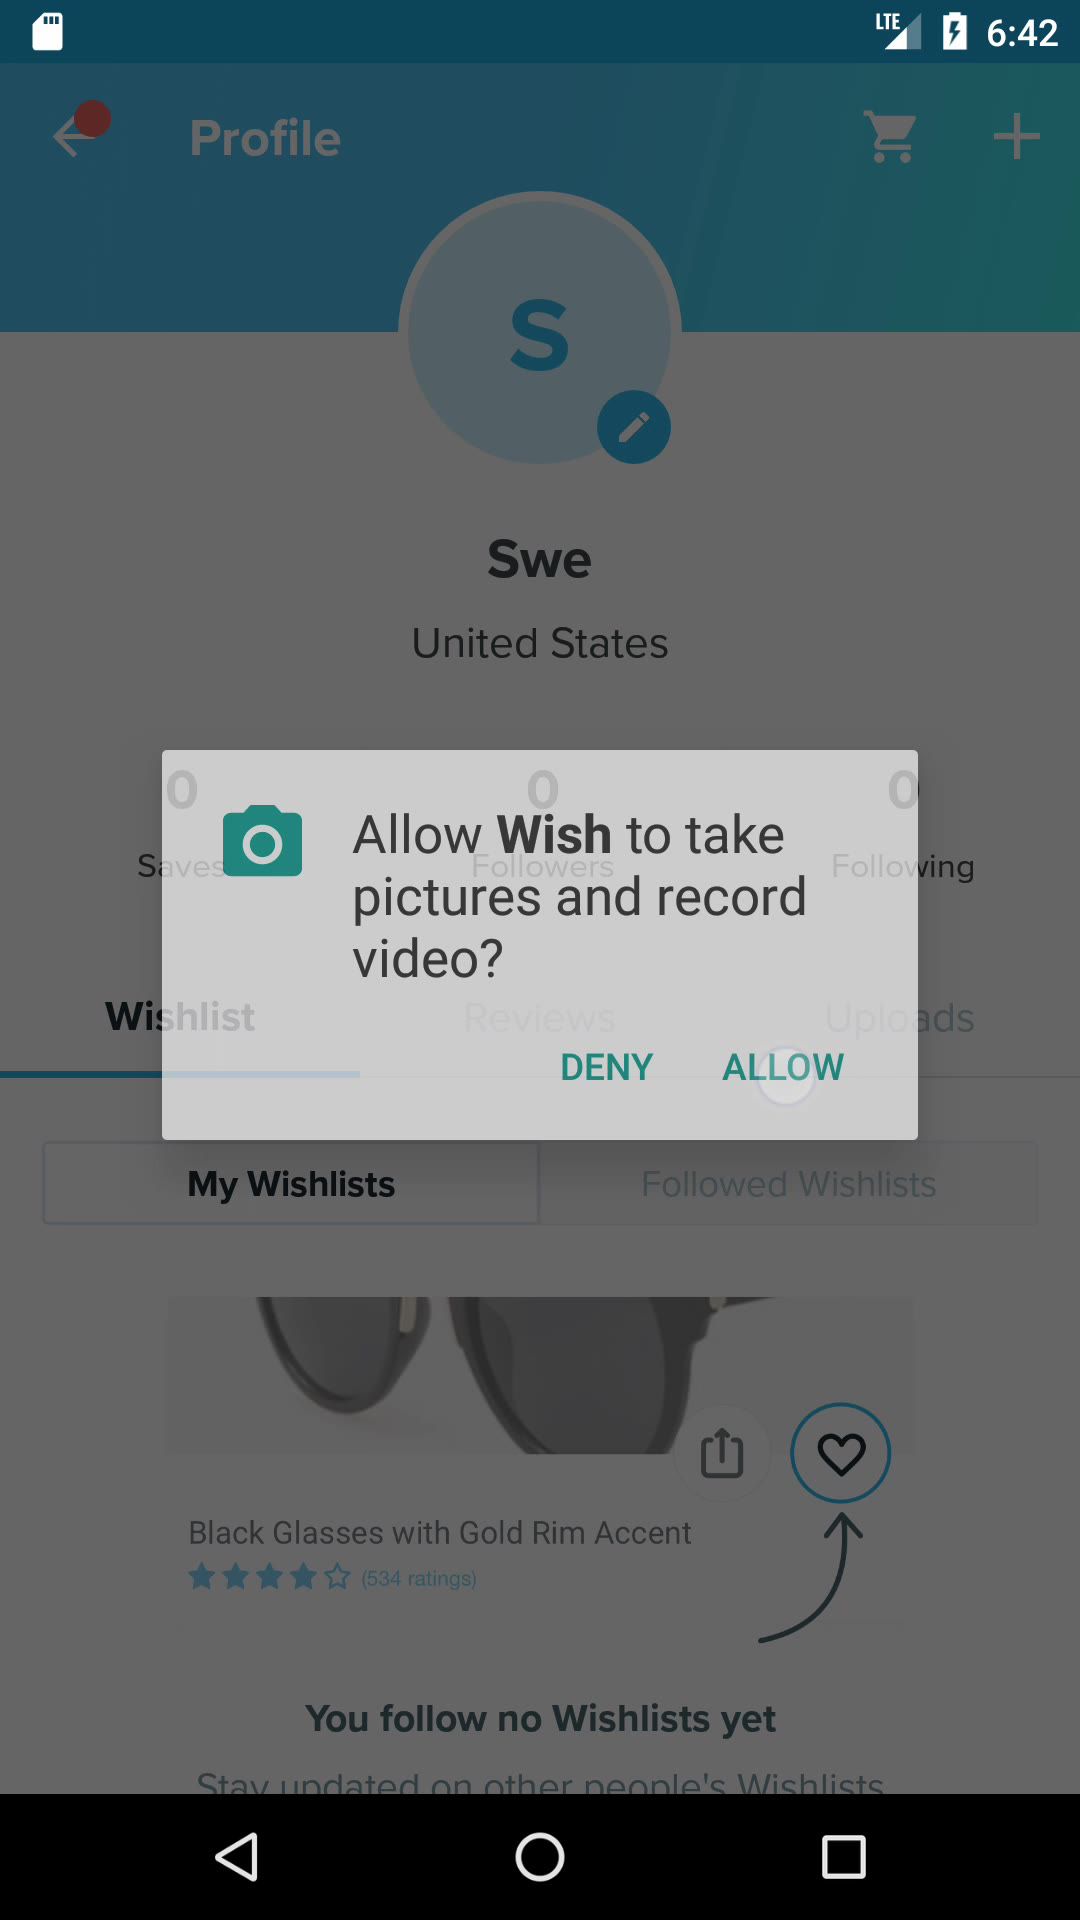 LTE 6:42
Profile
S
Swe
United States
0 0 0
Saves Followers Following
Allow Wish to take
pictures and record
video?
Wishlist Reviews Uploads
DENY ALLOW
My Wishlists Followed Wishlists
Black Glasses with Gold Rim Accent
(534 ratings)
You follow no Wishlists yet
Stay updated on other people's Wishlists